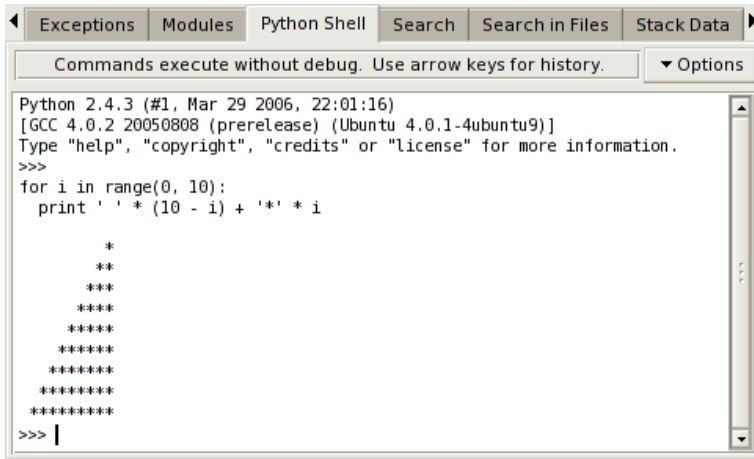 Exceptions Modules Python Shell Search Search in Files Stack Data
Commands execute without debug. Use arrow keys for history. Options
Python 2.4.3 (#1, Mar 29 2006, 22:01:16)
[GCC 4.0.2 20050808 (prerelease) (Ubuntu 4.0.1-4ubuntu9)]
Type "help", "copyright", "credits" or "license" for more information.
>>>
for i in range(0, 10):
  print ' ' * (10 - i) + '*' * i

         *
        **
       ***
      ****
     *****
    ******
   *******
  ********
 *********
>>>